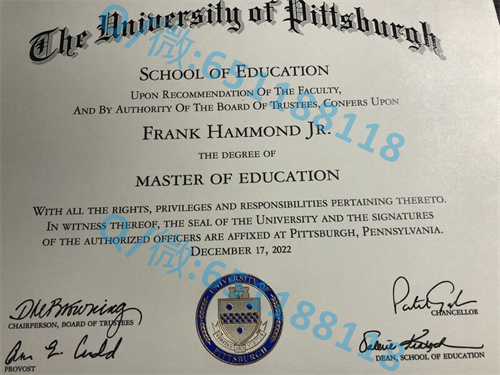 The University of Pittsburgh
SCHOOL OF EDUCATION
UPON RECOMMENDATION OF THE FACULTY,
AND BY AUTHORITY OF THE BOARD OF TRUSTEES, CONFERS UPON
FRANK HAMMOND JR.
THE DEGREE OF
MASTER OF EDUCATION
WITH ALL THE RIGHTS, PRIVILEGES AND RESPONSIBILITIES PERTAINING THERETO.
IN WITNESS THEREOF, THE SEAL OF THE UNIVERSITY AND THE SIGNATURES
OF THE AUTHORIZED OFFICERS ARE AFFIXED AT PITTSBURGH, PENNSYLVANIA.
DECEMBER 17, 2022
UNIVERSITY OF
PITTSBURGH
CHAIRPERSON, BOARD OF TRUSTEES
PROVOST
CHANCELLOR
DEAN, SCHOOL OF EDUCATION
Q/微:651488118
Q/微:651488118